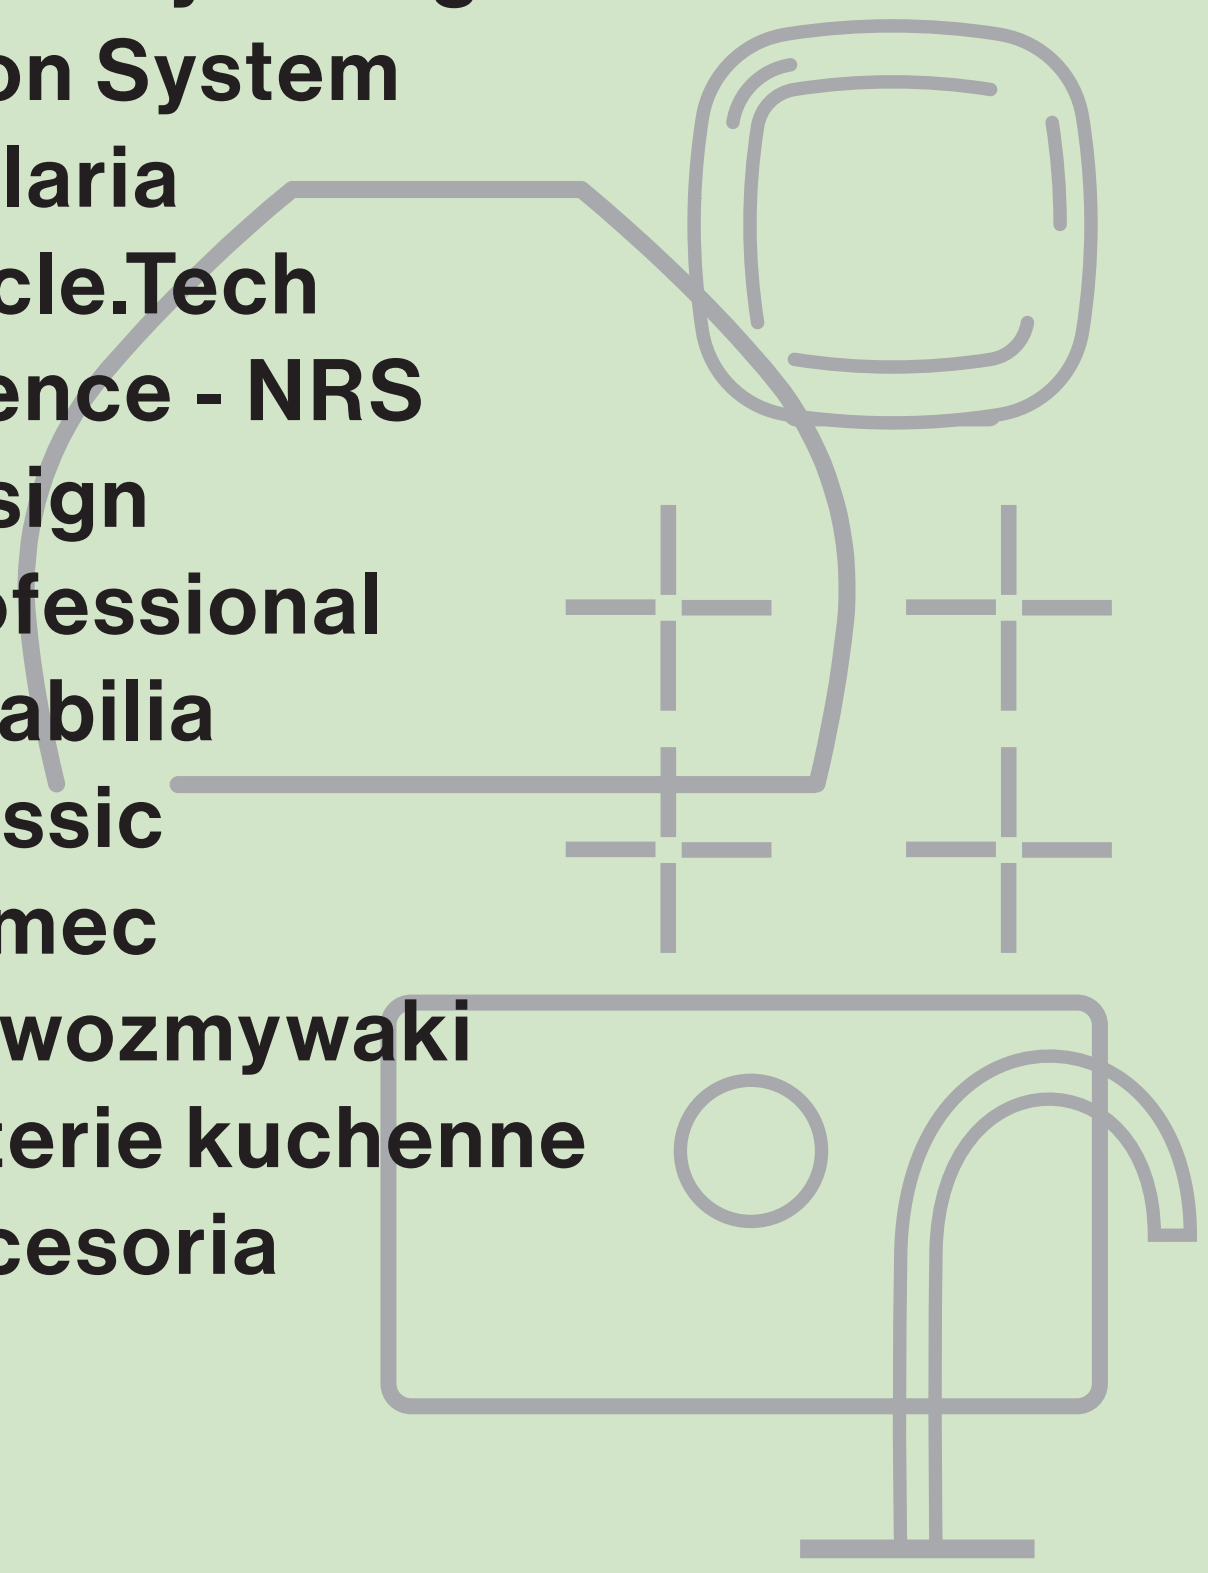 on System
laria
cle.Tech
ence - NRS
sign
ofessional
abilia
ssic
mec
wozmywaki
terie kuchenne
cesoria